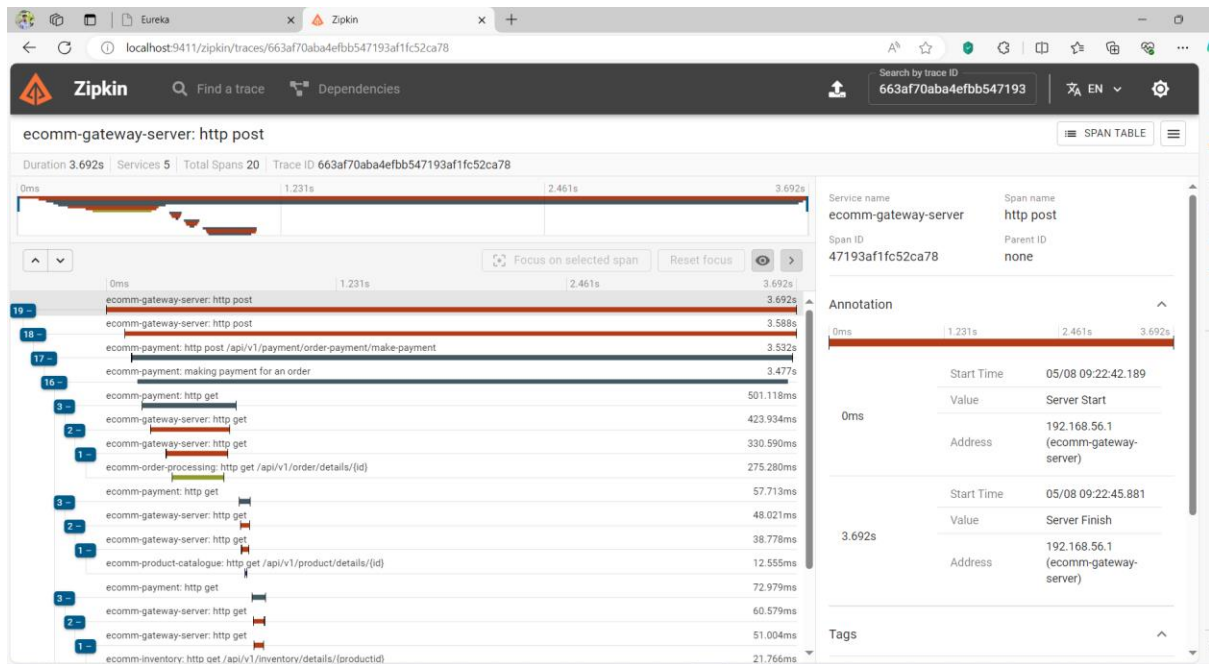 Eureka
Zipkin
localhost:9411/zipkin/traces/663af70aba4efbb547193af1fc52ca78
Zipkin
Find a trace
Dependencies
Search by trace ID
663af70aba4efbb547193
EN
ecomm-gateway-server: http post
SPAN TABLE
Duration 3.692s Services 5 Total Spans 20 Trace ID 663af70aba4efbb547193af1fc52ca78
0ms 1.231s 2.461s 3.692s
Focus on selected span Reset focus
0ms 1.231s 2.461s 3.692s
ecomm-gateway-server: http post 3.692s
19 –
ecomm-gateway-server: http post 3.588s
18 –
ecomm-payment: http post /api/v1/payment/order-payment/make-payment 3.532s
17 –
ecomm-payment: making payment for an order 3.477s
16 –
ecomm-payment: http get 501.118ms
3 –
ecomm-gateway-server: http get 423.934ms
2 –
ecomm-gateway-server: http get 330.590ms
1 –
ecomm-order-processing: http get /api/v1/order/details/{id} 275.280ms
ecomm-payment: http get 57.713ms
3 –
ecomm-gateway-server: http get 48.021ms
2 –
ecomm-gateway-server: http get 38.778ms
1 –
ecomm-product-catalogue: http get /api/v1/product/details/{id} 12.555ms
ecomm-payment: http get 72.979ms
3 –
ecomm-gateway-server: http get 60.579ms
2 –
ecomm-gateway-server: http get 51.004ms
1 –
ecomm-inventory: http get /api/v1/inventory/details/{productid} 21.766ms
Service name Span name
ecomm-gateway-server http post
Span ID Parent ID
47193af1fc52ca78 none
Annotation
0ms 1.231s 2.461s 3.692s
0ms
Start Time 05/08 09:22:42.189
Value Server Start
Address 192.168.56.1
(ecomm-gateway-
server)
3.692s
Start Time 05/08 09:22:45.881
Value Server Finish
Address 192.168.56.1
(ecomm-gateway-
server)
Tags